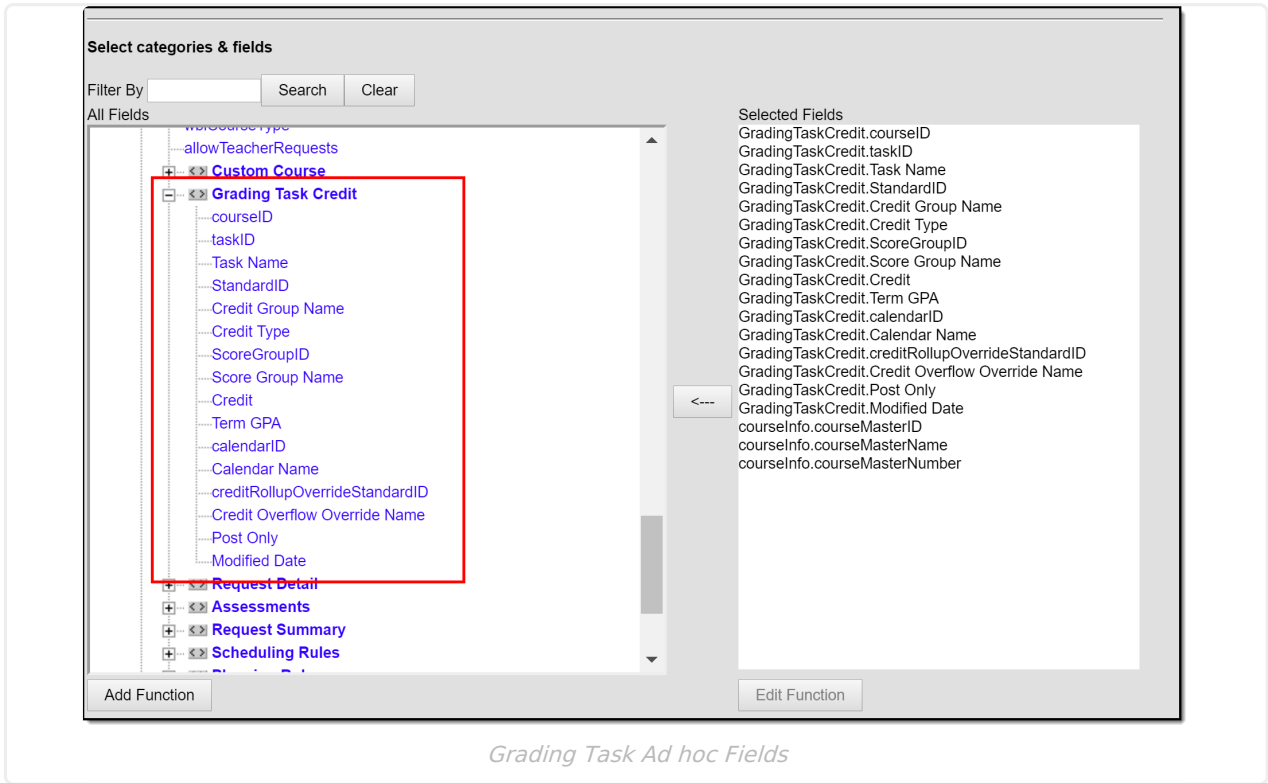 Select categories & fields
Filter By
Search
Clear
All Fields
wblCourseType
allowTeacherRequests
Custom Course
Grading Task Credit
courseID
taskID
Task Name
StandardID
Credit Group Name
Credit Type
ScoreGroupID
Score Group Name
Credit
Term GPA
calendarID
Calendar Name
creditRollupOverrideStandardID
Credit Overflow Override Name
Post Only
Modified Date
Request Detail
Assessments
Request Summary
Scheduling Rules
Add Function
<---
Selected Fields
GradingTaskCredit.courseID
GradingTaskCredit.taskID
GradingTaskCredit.Task Name
GradingTaskCredit.StandardID
GradingTaskCredit.Credit Group Name
GradingTaskCredit.Credit Type
GradingTaskCredit.ScoreGroupID
GradingTaskCredit.Score Group Name
GradingTaskCredit.Credit
GradingTaskCredit.Term GPA
GradingTaskCredit.calendarID
GradingTaskCredit.Calendar Name
GradingTaskCredit.creditRollupOverrideStandardID
GradingTaskCredit.Credit Overflow Override Name
GradingTaskCredit.Post Only
GradingTaskCredit.Modified Date
courseInfo.courseMasterID
courseInfo.courseMasterName
courseInfo.courseMasterNumber
Edit Function
Grading Task Ad hoc Fields